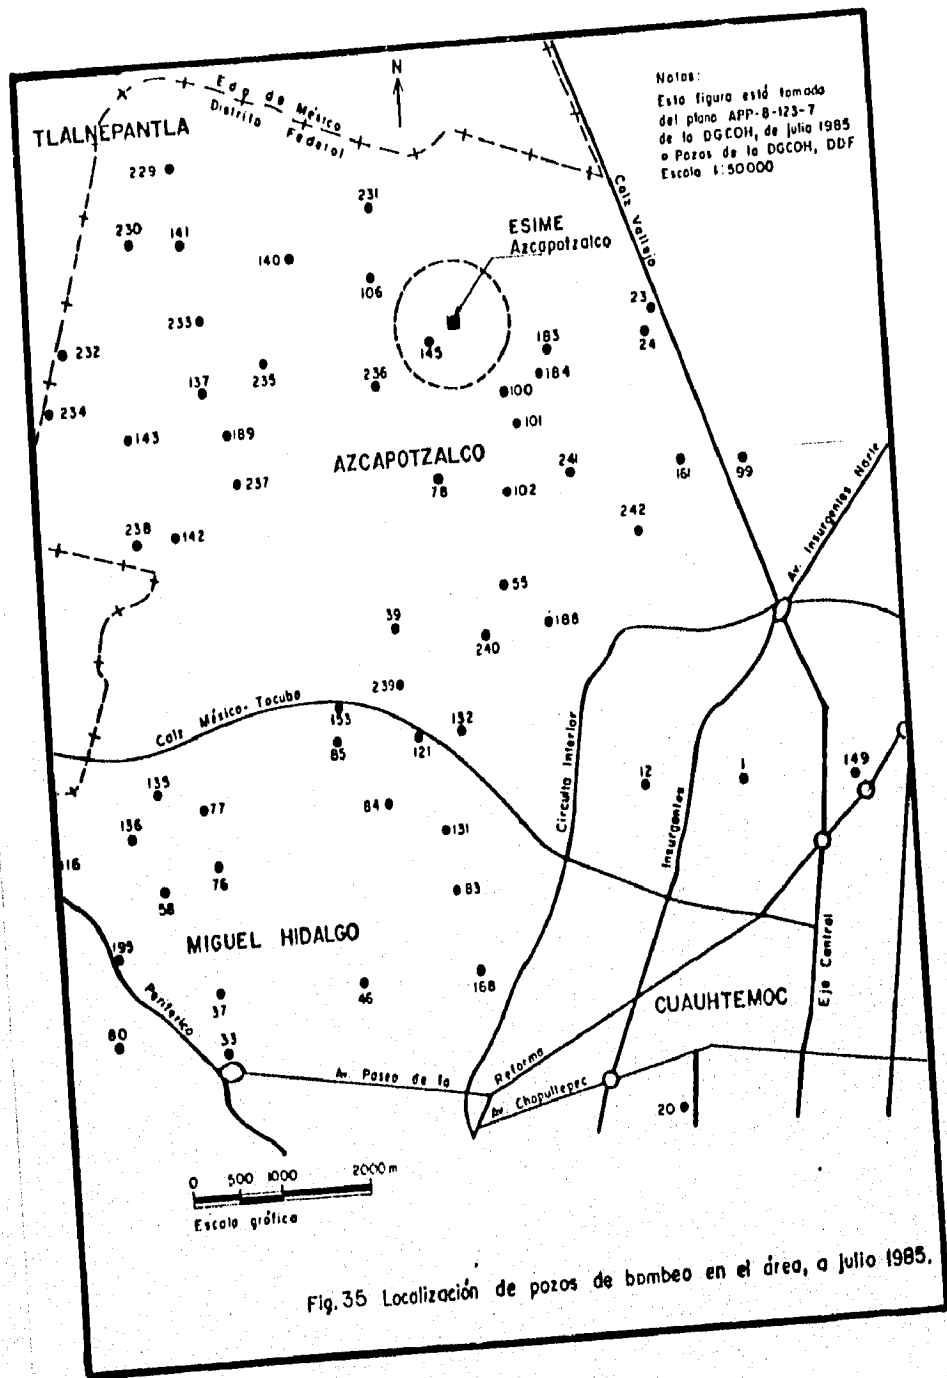 N
Notas:
Esta figura está tomada
del plano APP-8-123-7
de la DGCOH, de julio 1985
● Pozos de la DGCOH, DDF
Escala 1:50000
Edo de México
Distrito Federal
TLALNEPANTLA
229
231
ESIME
Azcapotzalco
Calz Vallejo
230
141
140
106
23
24
233
232
145
183
184
235
236
137
100
234
101
143
189
AZCAPOTZALCO
241
161
99
237
78
102
242
Av. Insurgentes Norte
238
142
55
39
188
240
239
Calz México-Tacuba
153
132
85
121
Circuito Interior
12
1
149
135
77
84
Insurgentes
136
131
116
76
58
83
MIGUEL HIDALGO
195
168
46
37
Periferico
CUAUHTEMOC
Eje Central
80
33
Av. Paseo de la
Reforma
Av. Chapultepec
20
0 500 1000 2000 m
Escala gráfica
Fig. 35 Localización de pozos de bombeo en el área, a julio 1985.